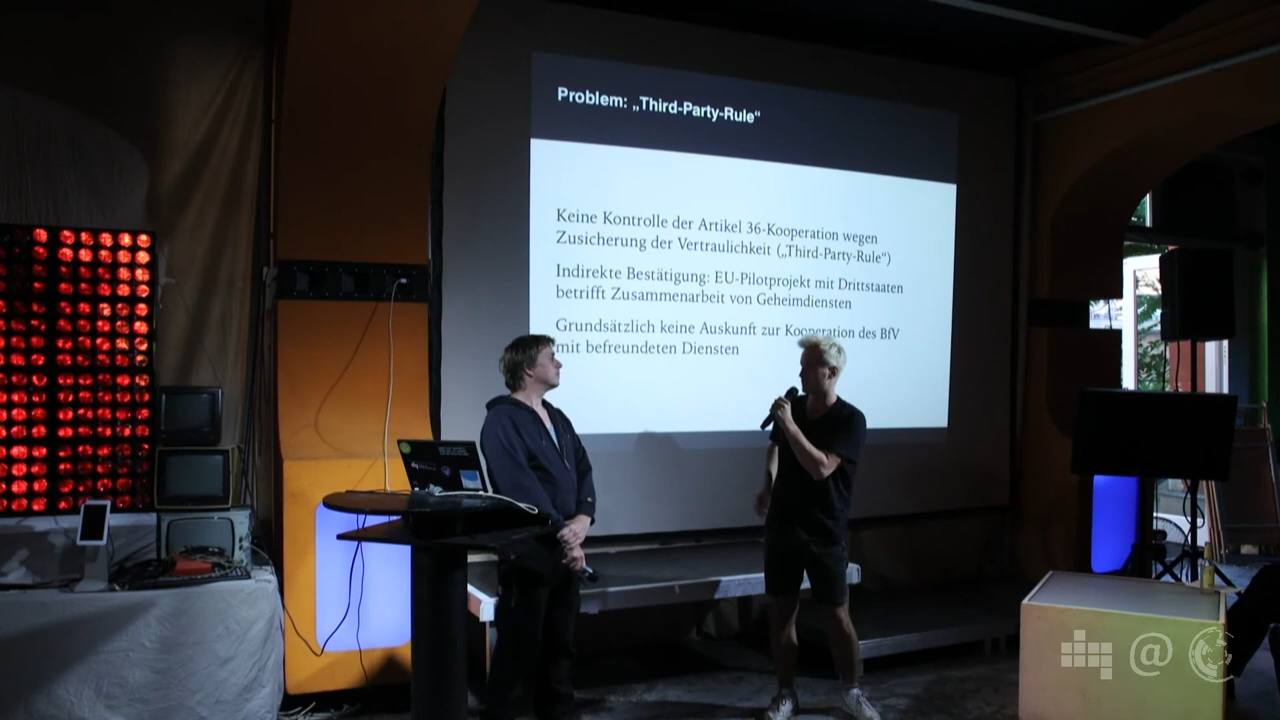 Problem: „Third-Party-Rule“
Keine Kontrolle der Artikel 36-Kooperation wegen
Zusicherung der Vertraulichkeit („Third-Party-Rule“)
Indirekte Bestätigung: EU-Pilotprojekt mit Drittstaaten
betrifft Zusammenarbeit von Geheimdiensten
Grundsätzlich keine Auskunft zur Kooperation des BfV
mit befreundeten Diensten
@